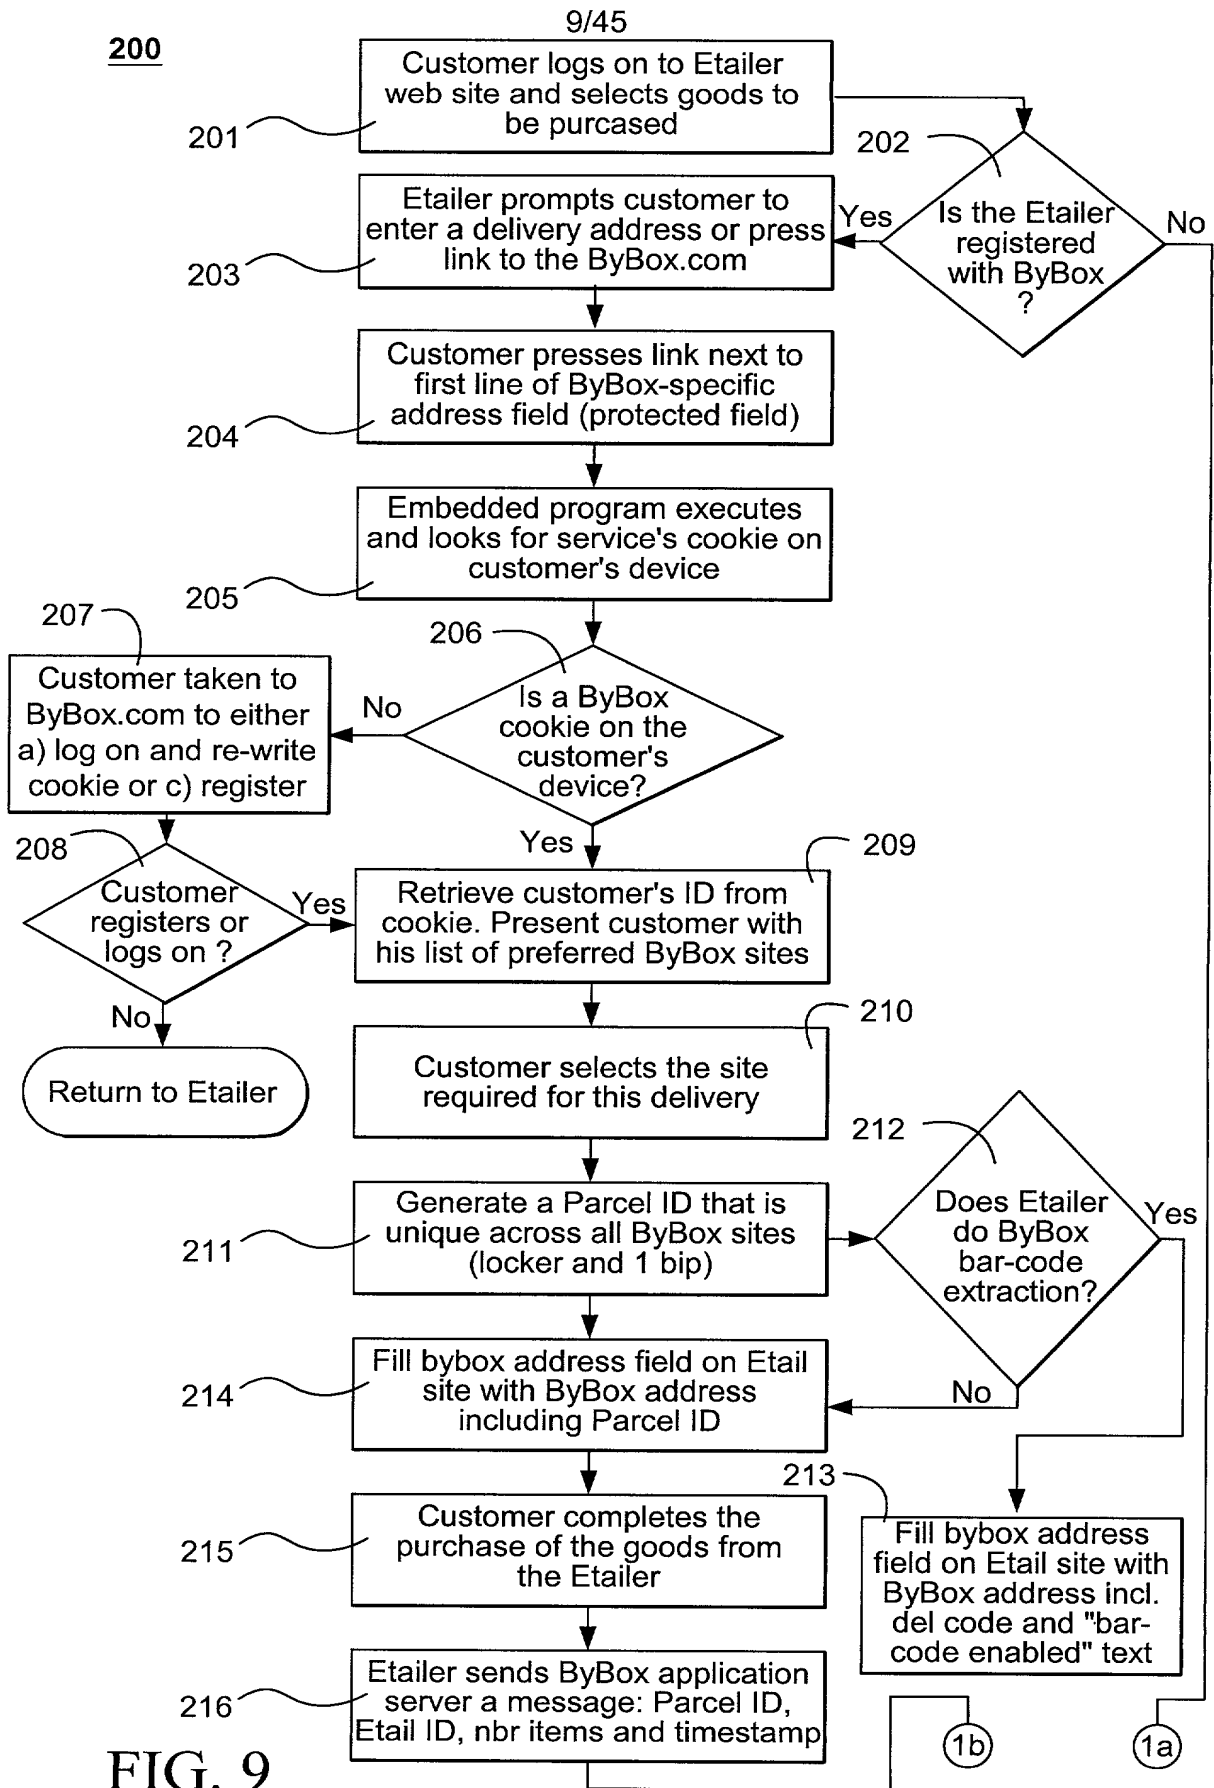 9/45
200
Customer logs on to Etailer
web site and selects goods to
be purcased
201
202
Is the Etailer
registered
with ByBox
?
Yes
No
Etailer prompts customer to
enter a delivery address or press
link to the ByBox.com
203
Customer presses link next to
first line of ByBox-specific
address field (protected field)
204
Embedded program executes
and looks for service's cookie on
customer's device
205
206
Is a ByBox
cookie on the
customer's
device?
No
Yes
207
Customer taken to
ByBox.com to either
a) log on and re-write
cookie or c) register
208
Customer
registers or
logs on ?
Yes
No
Return to Etailer
209
Retrieve customer's ID from
cookie. Present customer with
his list of preferred ByBox sites
210
Customer selects the site
required for this delivery
211
Generate a Parcel ID that is
unique across all ByBox sites
(locker and 1 bip)
212
Does Etailer
do ByBox
bar-code
extraction?
Yes
No
214
Fill bybox address field on Etail
site with ByBox address
including Parcel ID
213
Fill bybox address
field on Etail site with
ByBox address incl.
del code and "bar-
code enabled" text
215
Customer completes the
purchase of the goods from
the Etailer
216
Etailer sends ByBox application
server a message: Parcel ID,
Etail ID, nbr items and timestamp
1b
1a
FIG. 9